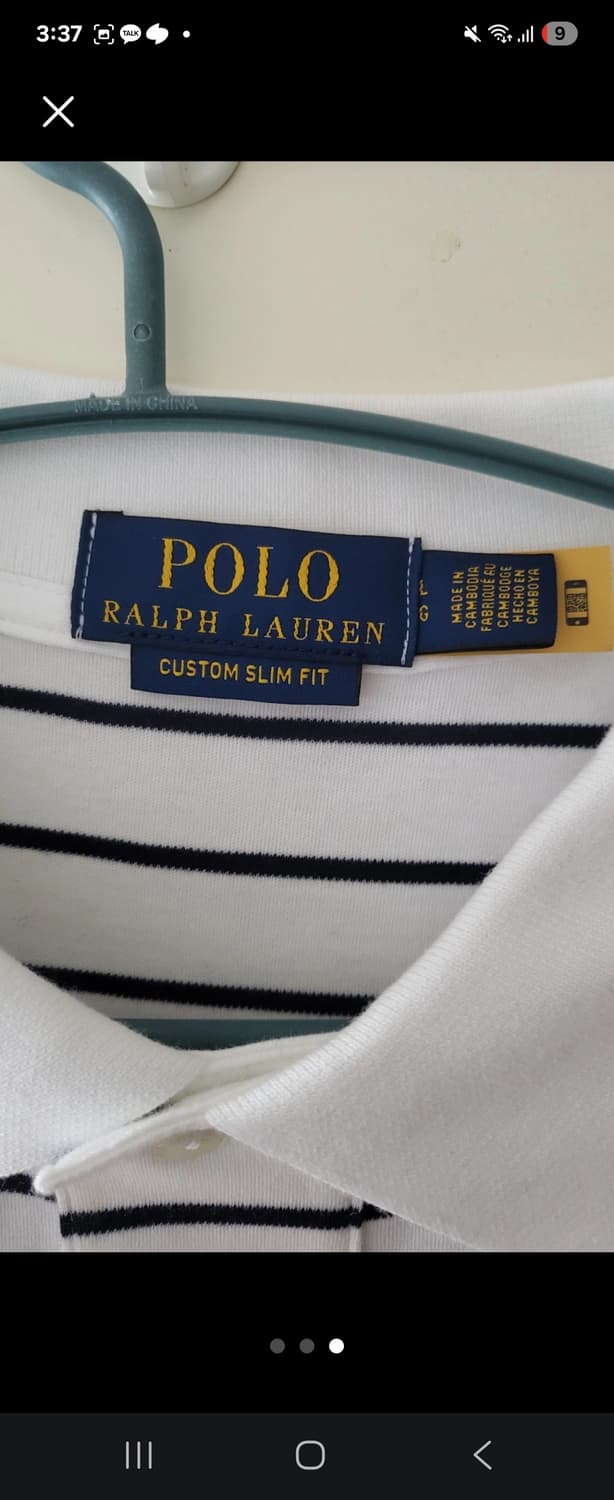 3:37
TALK
9
MADE IN CHINA
POLO
RALPH LAUREN
CUSTOM SLIM FIT
L
G
MADE IN
CAMBODIA
FABRIQUÉ AU
CAMBODGE
HECHO EN
CAMBOYA